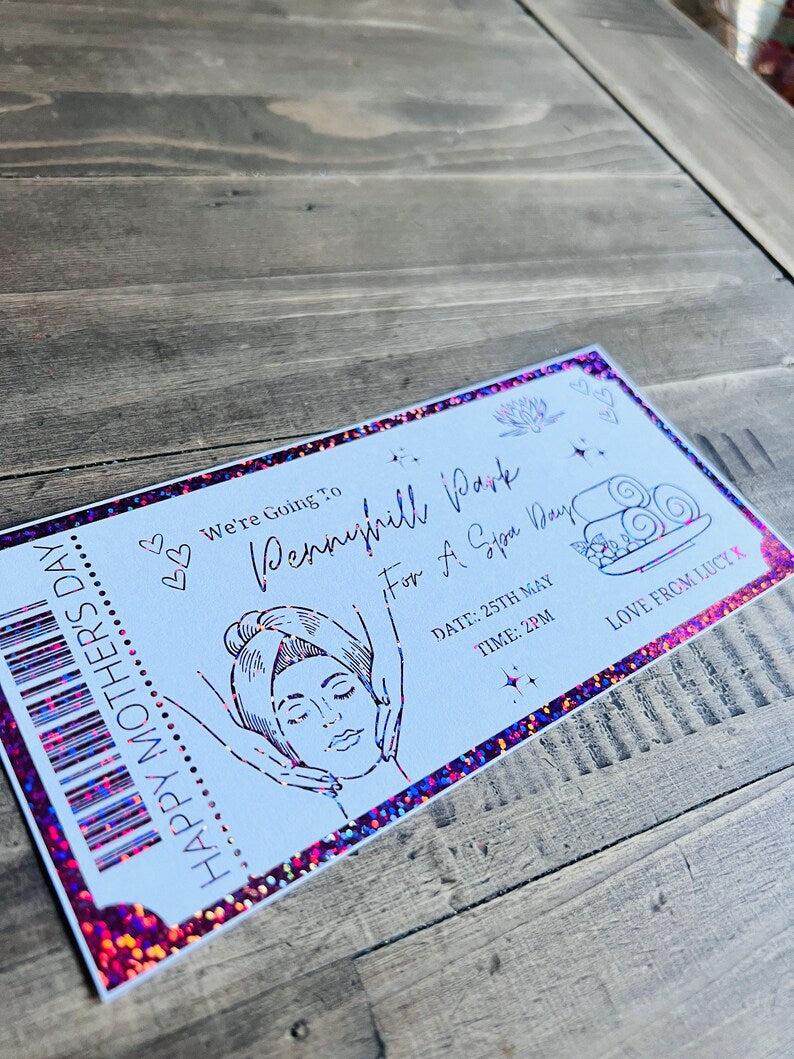 HAPPY MOTHERS DAY
We're Going To
Pennyhill Park
For A Spa Day
DATE: 25TH MAY
TIME: 2PM
LOVE FROM LUCY X